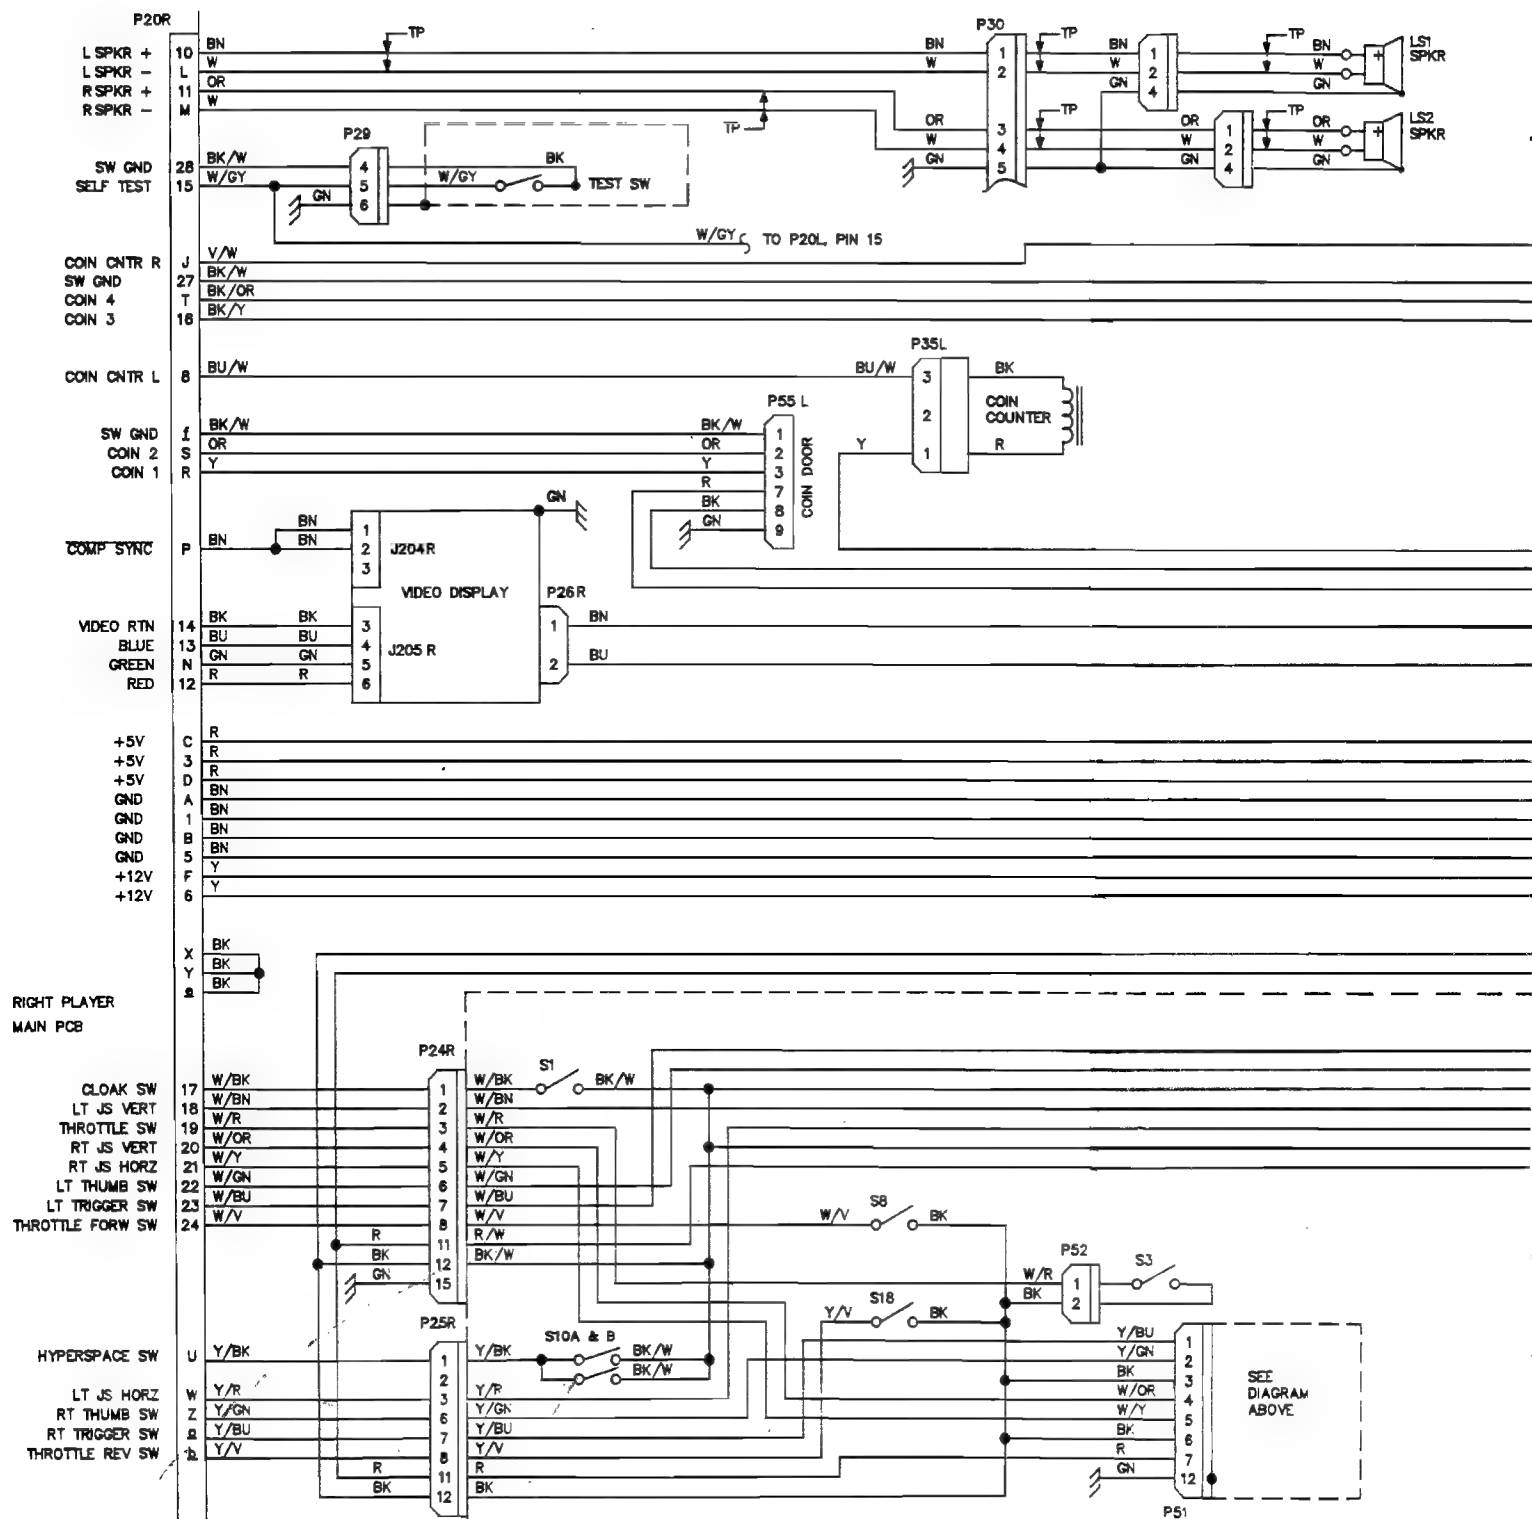 P20R
L SPKR + 10 BN BN
L SPKR - L W W
R SPKR + 11 OR
R SPKR - M W
TP
TP
P30
1
2
3
4
5
OR
W
GN
TP
TP
BN
W
GN
1
2
4
TP
BN
W
GN
+
LS1
SPKR
OR
W
GN
1
2
4
TP
OR
W
GN
+
LS2
SPKR
P29
SW GND 28 BK/W 4 BK
SELF TEST 15 W/GY 5 W/GY TEST SW
GN 6
W/GY TO P20L, PIN 15
COIN CNTR R J V/W
SW GND 27 BK/W
COIN 4 T BK/OR
COIN 3 16 BK/Y
P35L
COIN CNTR L 8 BU/W BU/W 3 BK
2 COIN
COUNTER
Y 1 R
P55 L
SW GND f BK/W BK/W 1
COIN 2 S OR OR 2
COIN 1 R Y Y 3
R 7
BK 8
GN 9
COIN DOOR
GN
BN 1
COMP SYNC P BN BN 2 J204R
3
VIDEO DISPLAY P26R
VIDEO RTN 14 BK BK 3 1 BN
BLUE 13 BU BU 4 J205 R
GREEN N GN GN 5 2 BU
RED 12 R R 6
+5V C R
+5V 3 R
+5V D R
GND A BN
GND 1 BN
GND B BN
GND 5 BN
+12V F Y
+12V 6 Y
X BK
Y BK
BK
RIGHT PLAYER
MAIN PCB
P24R
CLOAK SW 17 W/BK 1 W/BK S1 BK/W
LT JS VERT 18 W/BN 2 W/BN
THROTTLE SW 19 W/R 3 W/R
RT JS VERT 20 W/OR 4 W/OR
RT JS HORZ 21 W/Y 5 W/Y
LT THUMB SW 22 W/GN 6 W/GN
LT TRIGGER SW 23 W/BU 7 W/BU
THROTTLE FORW SW 24 W/V 8 W/V W/V S8 BK
R 11 R/W
BK 12 BK/W
GN 15
P52
W/R 1 S3
BK 2
Y/V S18 BK
P25R
HYPERSPACE SW U Y/BK 1 Y/BK S10A & B BK/W
2 BK/W
LT JS HORZ W Y/R 3 Y/R
RT THUMB SW Z Y/GN 6 Y/GN
RT TRIGGER SW a Y/BU 7 Y/BU
THROTTLE REV SW b Y/V 8 Y/V
R 11 R
BK 12 BK
Y/BU 1
Y/GN 2
BK 3
W/OR 4
W/Y 5
BK 6
R 7
GN 12
P51
SEE
DIAGRAM
ABOVE